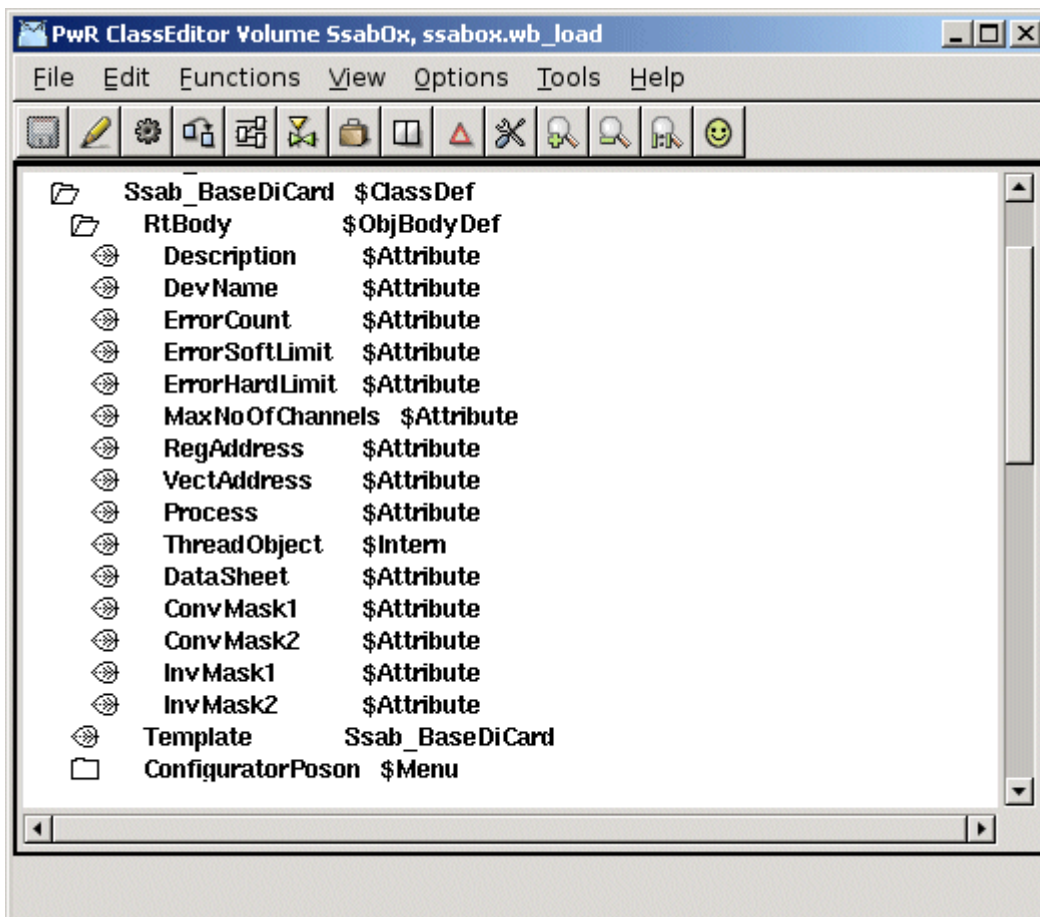 PwR ClassEditor Volume SsabOx, ssabox.wb_load
File Edit Functions View Options Tools Help
Ssab_BaseDiCard $ClassDef
RtBody $ObjBodyDef
Description $Attribute
DevName $Attribute
ErrorCount $Attribute
ErrorSoftLimit $Attribute
ErrorHardLimit $Attribute
MaxNoOfChannels $Attribute
RegAddress $Attribute
VectAddress $Attribute
Process $Attribute
ThreadObject $Intern
DataSheet $Attribute
ConvMask1 $Attribute
ConvMask2 $Attribute
InvMask1 $Attribute
InvMask2 $Attribute
Template Ssab_BaseDiCard
ConfiguratorPoson $Menu